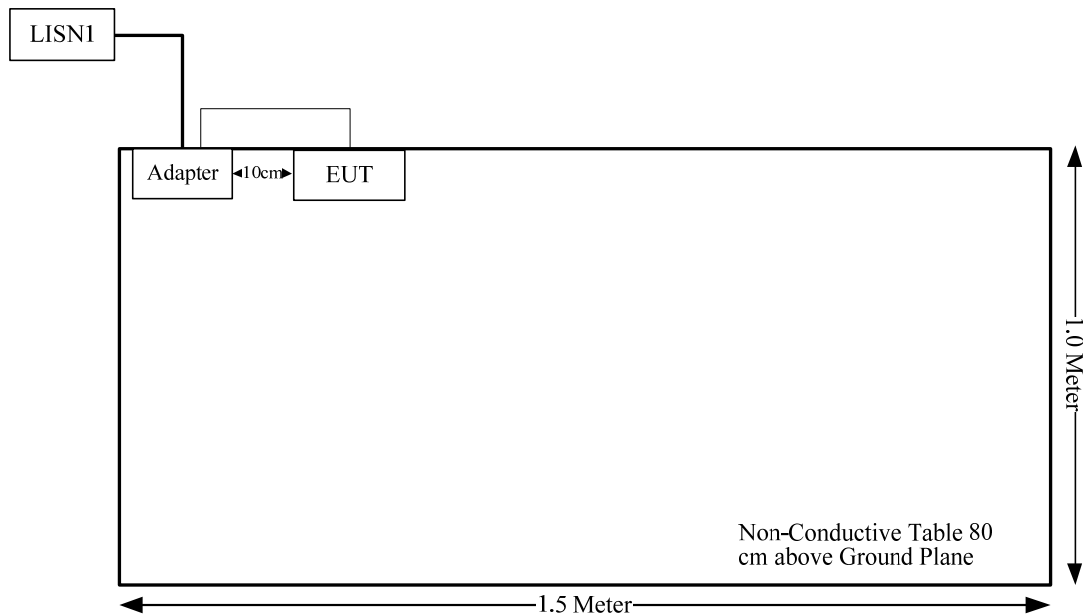 LISN1
Adapter
10cm
EUT
1.0 Meter
Non-Conductive Table 80
cm above Ground Plane
1.5 Meter